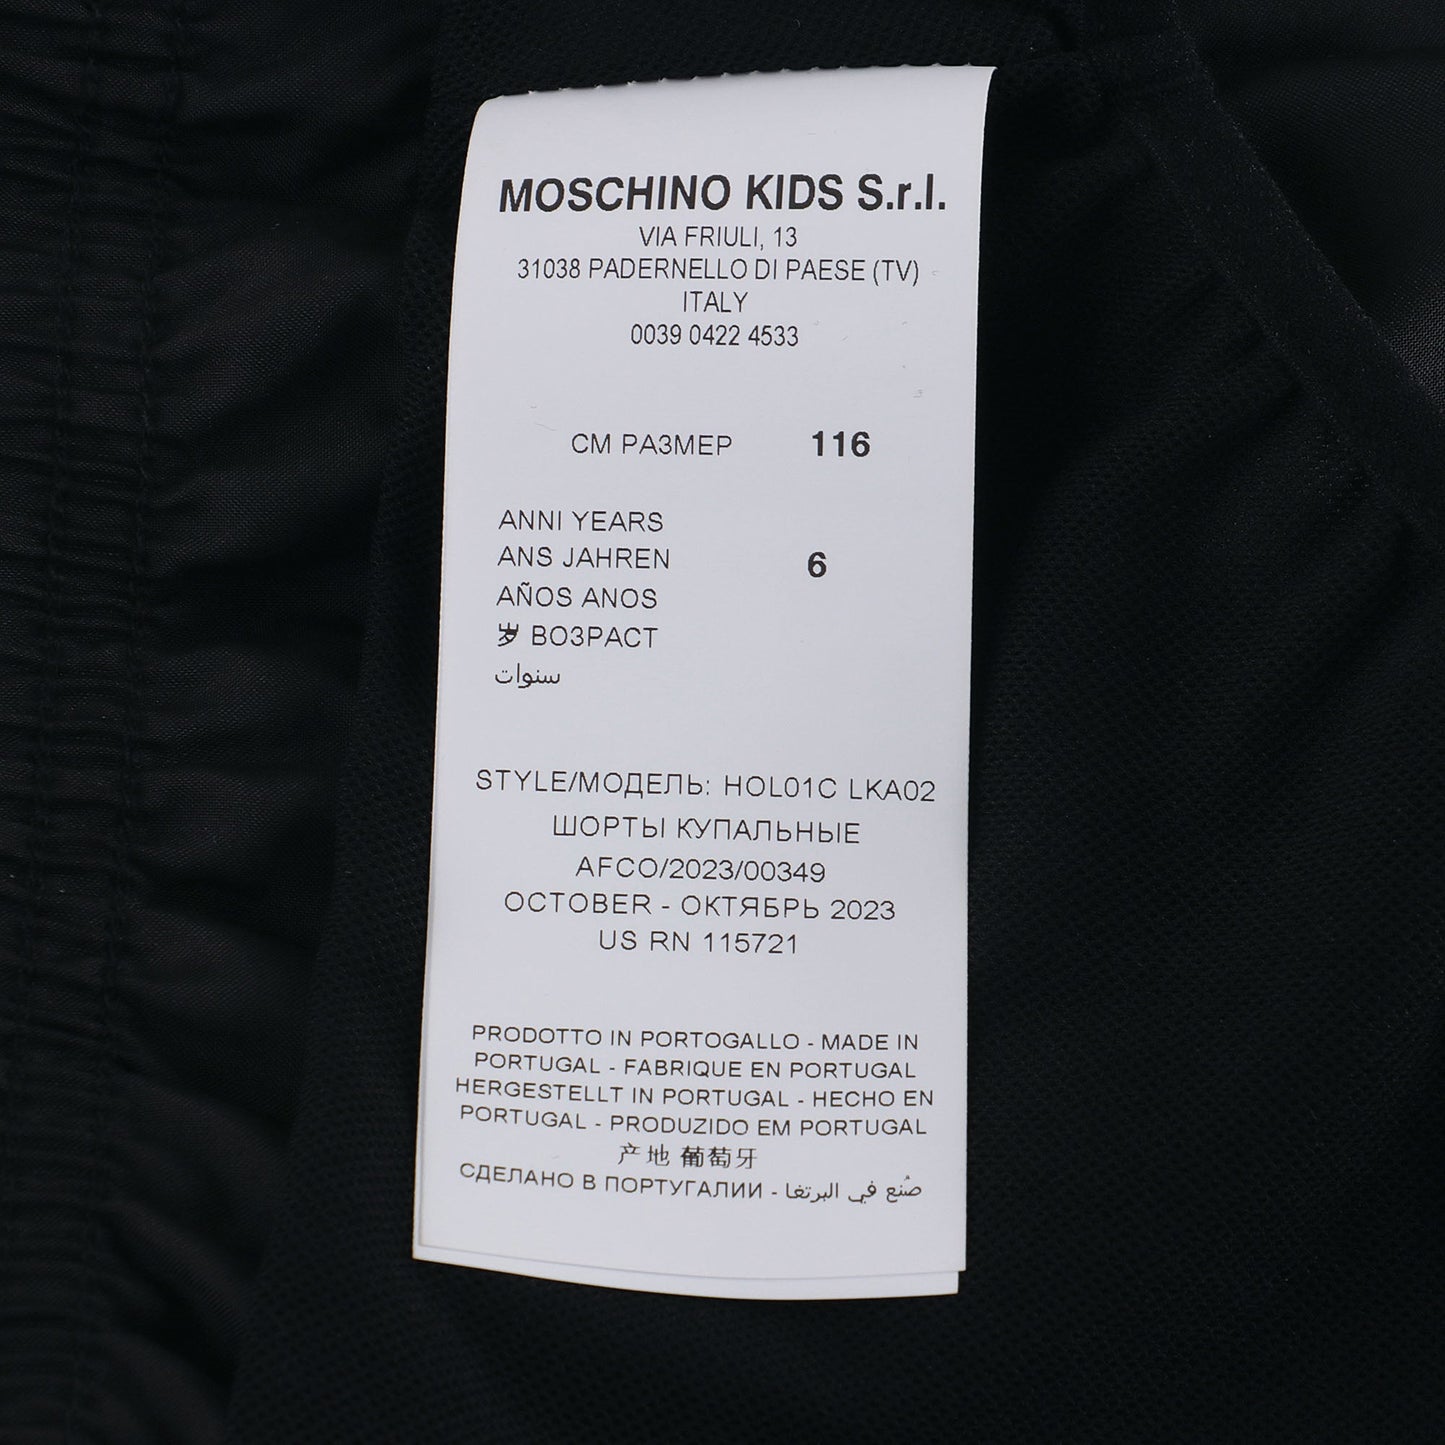 MOSCHINO KIDS S.r.l.
VIA FRIULI, 13
31038 PADERNELLO DI PAESE (TV)
ITALY
0039 0422 4533
СМ РАЗМЕР 116
ANNI YEARS
ANS JAHREN 6
AÑOS ANOS
岁 ВОЗРАСТ
سنوات
STYLE/МОДЕЛЬ: HOL01C LKA02
ШОРТЫ КУПАЛЬНЫЕ
AFCO/2023/00349
OCTOBER - ОКТЯБРЬ 2023
US RN 115721
PRODOTTO IN PORTOGALLO - MADE IN
PORTUGAL - FABRIQUE EN PORTUGAL
HERGESTELLT IN PORTUGAL - HECHO EN
PORTUGAL - PRODUZIDO EM PORTUGAL
产地 葡萄牙
СДЕЛАНО В ПОРТУГАЛИИ - صُنع في البرتغا